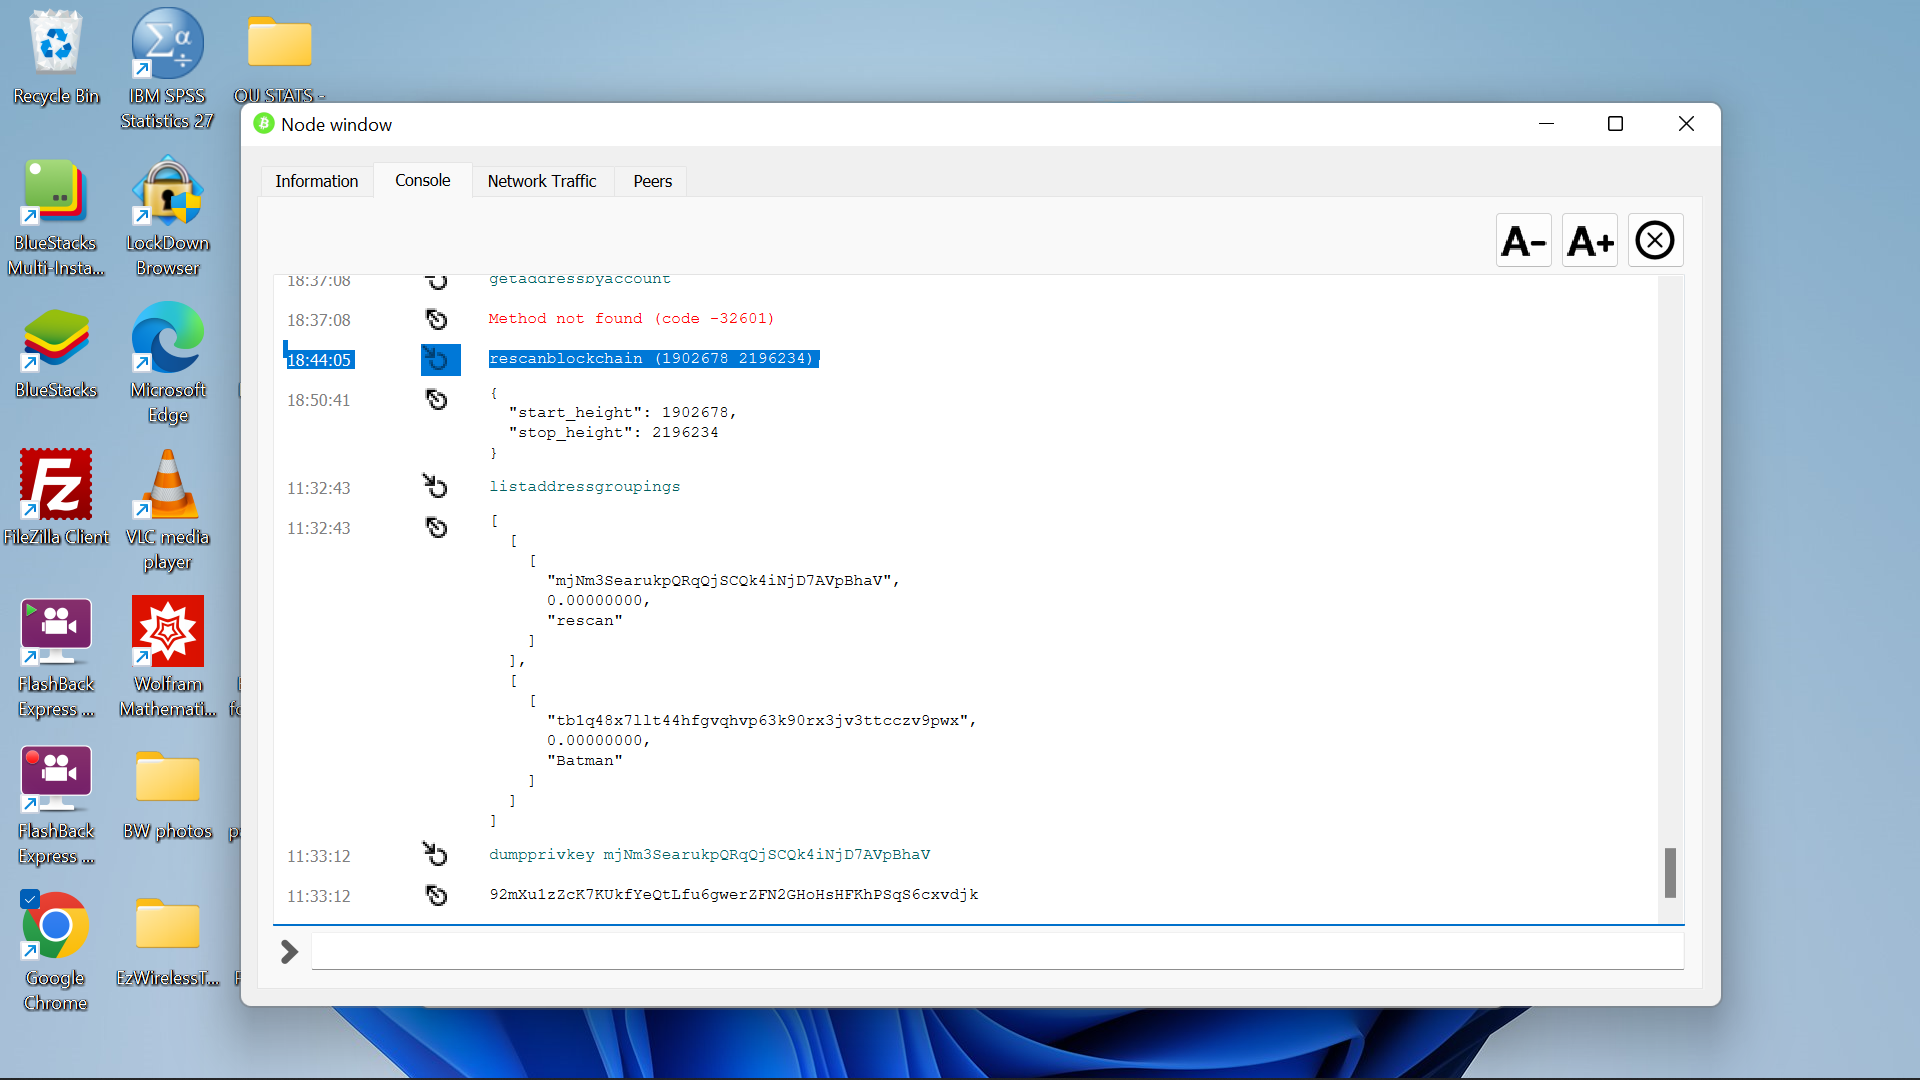 Recycle Bin
IBM SPSS
Statistics 27
OU STATS -
BlueStacks
Multi-Insta...
LockDown
Browser
BlueStacks
Microsoft
Edge
FileZilla Client
VLC media
player
FlashBack
Express ...
Wolfram
Mathemati...
FlashBack
Express ...
BW photos
Google
Chrome
EzWirelessT...
Node window
Information
Console
Network Traffic
Peers
A-
A+
18:37:08
getaddressbyaccount
18:37:08
Method not found (code -32601)
18:44:05
rescanblockchain (1902678 2196234)
18:50:41
{
"start_height": 1902678,
"stop_height": 2196234
}
11:32:43
listaddressgroupings
11:32:43
[
[
[
"mjNm3SearukpQRqQjSCQk4iNjD7AVpBhaV",
0.00000000,
"rescan"
]
],
[
[
"tb1q48x7llt44hfgvqhvp63k90rx3jv3ttcczv9pwx",
0.00000000,
"Batman"
]
]
]
11:33:12
dumpprivkey mjNm3SearukpQRqQjSCQk4iNjD7AVpBhaV
11:33:12
92mXu1zZcK7KUkfYeQtLfu6gwerZFN2GHoHsHFKhPSqS6cxvdjk